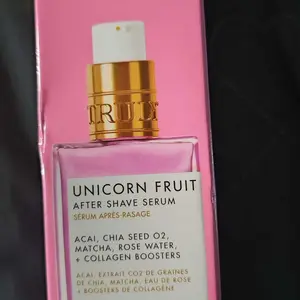 TRULY
UNICORN FRUIT
AFTER SHAVE SERUM
SÉRUM APRÈS-RASAGE
ACAI, CHIA SEED O2,
MATCHA, ROSE WATER,
+ COLLAGEN BOOSTERS
ACAI, EXTRAIT CO2 DE GRAINES
DE CHIA, MATCHA, EAU DE ROSE
+ BOOSTERS DE COLLAGÈNE